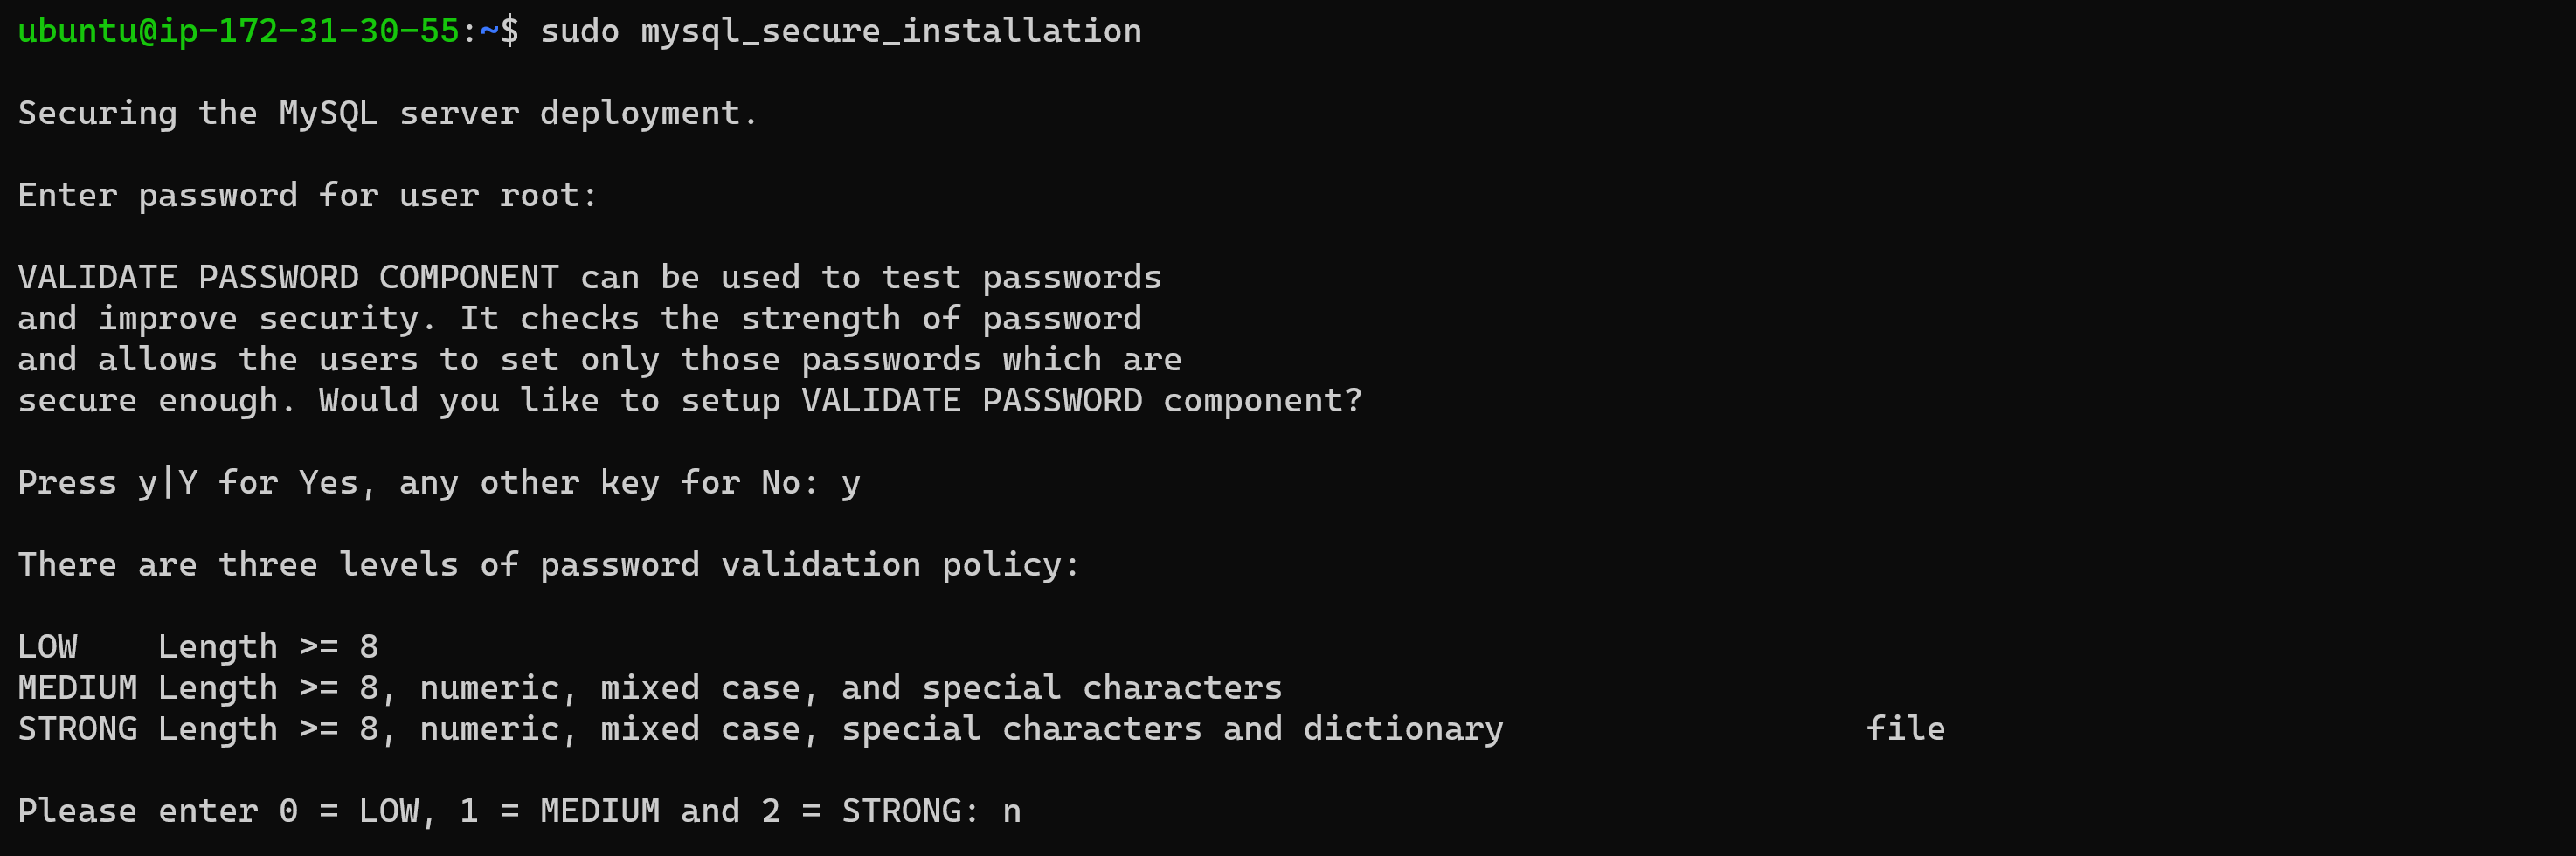 ubuntu@ip-172-31-30-55:~$ sudo mysql_secure_installation
Securing the MySQL server deployment.
Enter password for user root:
VALIDATE PASSWORD COMPONENT can be used to test passwords
and improve security. It checks the strength of password
and allows the users to set only those passwords which are
secure enough. Would you like to setup VALIDATE PASSWORD component?
Press y|Y for Yes, any other key for No: y
There are three levels of password validation policy:
LOW    Length >= 8
MEDIUM Length >= 8, numeric, mixed case, and special characters
STRONG Length >= 8, numeric, mixed case, special characters and dictionary                  file
Please enter 0 = LOW, 1 = MEDIUM and 2 = STRONG: n